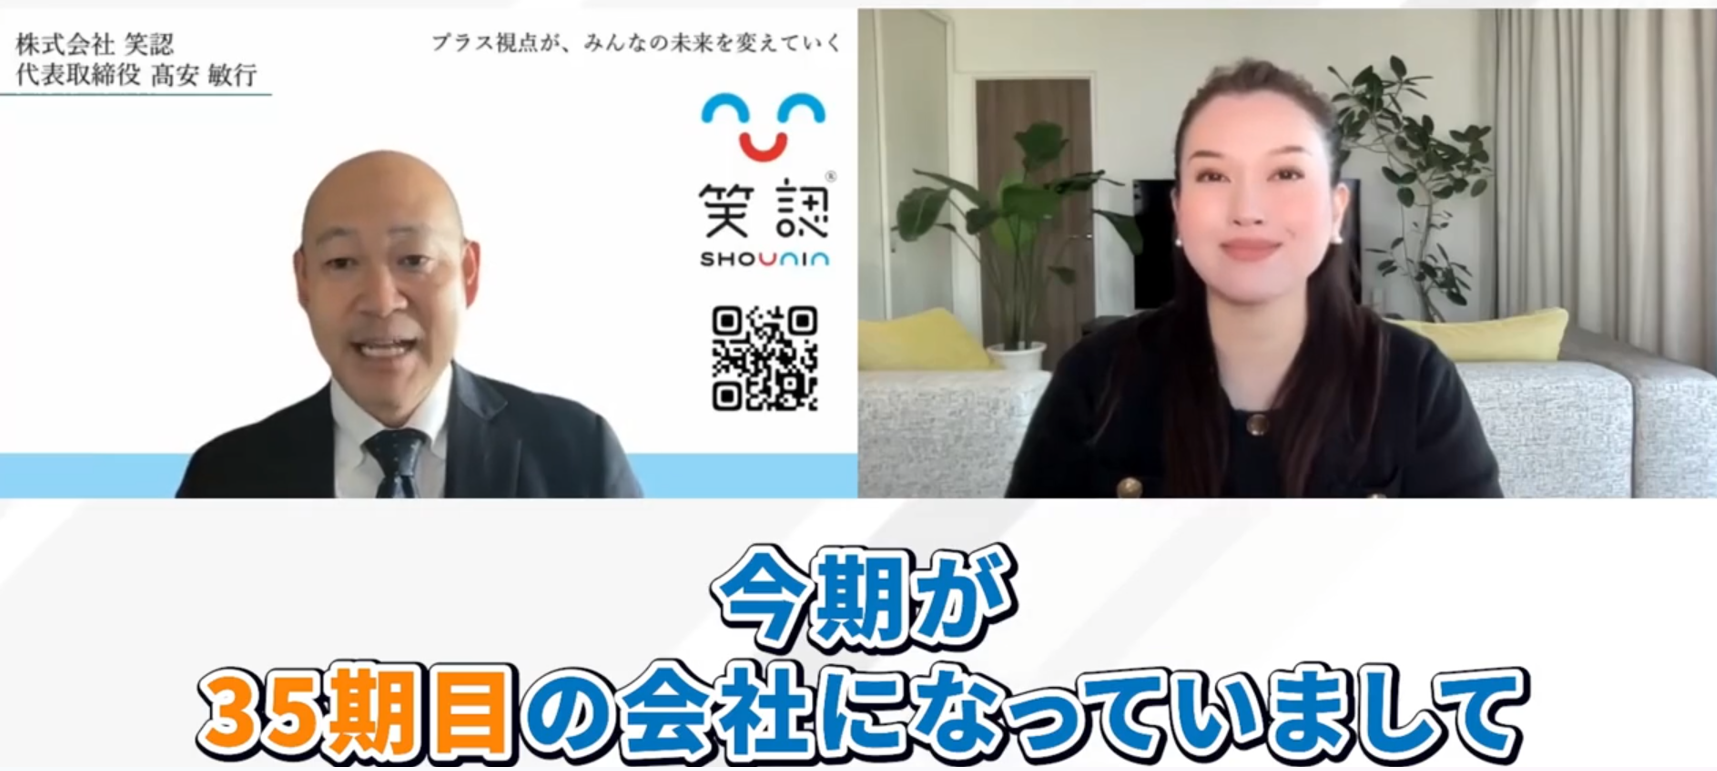 株式会社 笑認
代表取締役 髙安 敏行
プラス視点が、みんなの未来を変えていく
笑認®
SHOUNIN
今期が
35期目の会社になっていまして